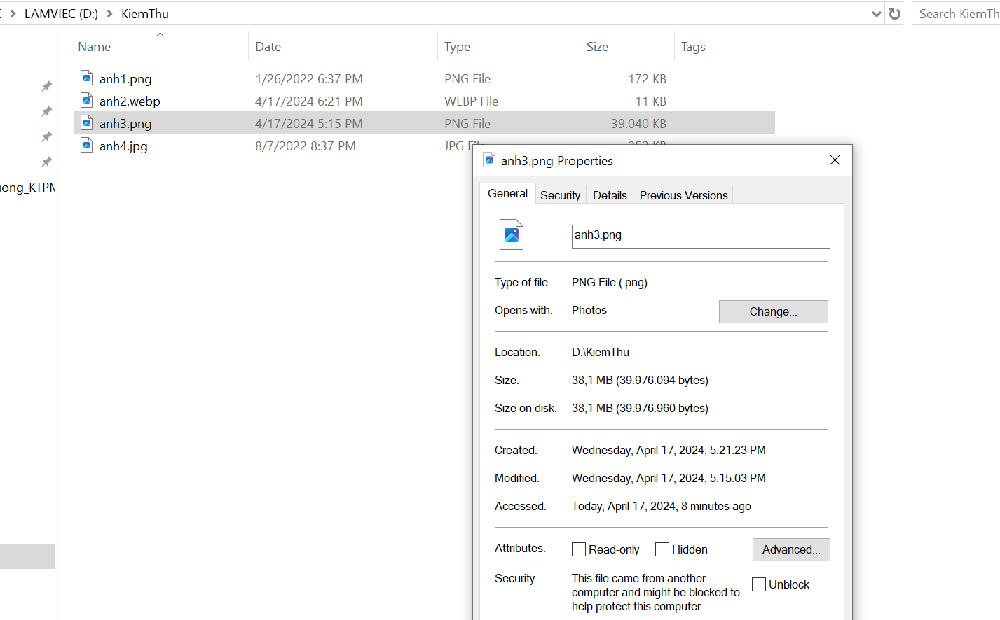 LAMVIEC (D:) > KiemThu
Search KiemTh
Name Date Type Size Tags
anh1.png 1/26/2022 6:37 PM PNG File 172 KB
anh2.webp 4/17/2024 6:21 PM WEBP File 11 KB
anh3.png 4/17/2024 5:15 PM PNG File 39.040 KB
anh4.jpg 8/7/2022 8:37 PM JPG File 252 KB
uong_KTPM
anh3.png Properties
General Security Details Previous Versions
anh3.png
Type of file: PNG File (.png)
Opens with: Photos Change...
Location: D:\KiemThu
Size: 38,1 MB (39.976.094 bytes)
Size on disk: 38,1 MB (39.976.960 bytes)
Created: Wednesday, April 17, 2024, 5:21:23 PM
Modified: Wednesday, April 17, 2024, 5:15:03 PM
Accessed: Today, April 17, 2024, 8 minutes ago
Attributes: Read-only Hidden Advanced...
Security: This file came from another
computer and might be blocked to
help protect this computer.
Unblock